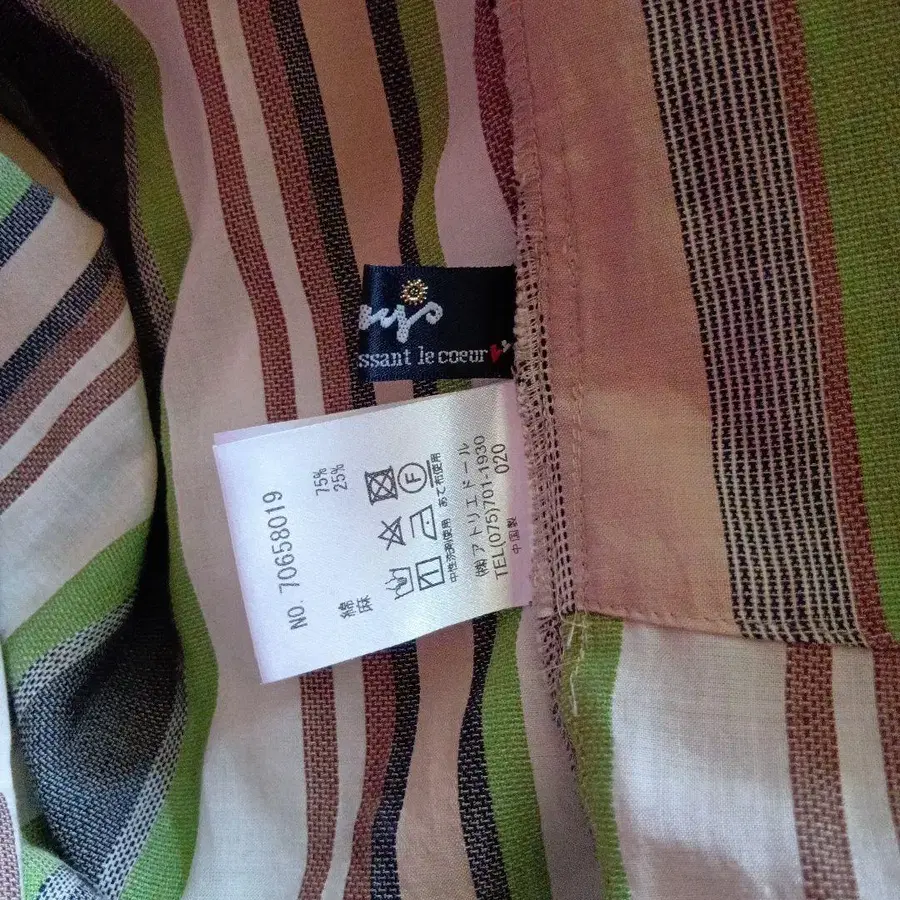 ssant le coeur
NO. 70658019
綿 75%
麻 25%
F
中性洗剤使用 あて布使用
㈱アトリエドール
TEL(075)701-1930
020
中国製